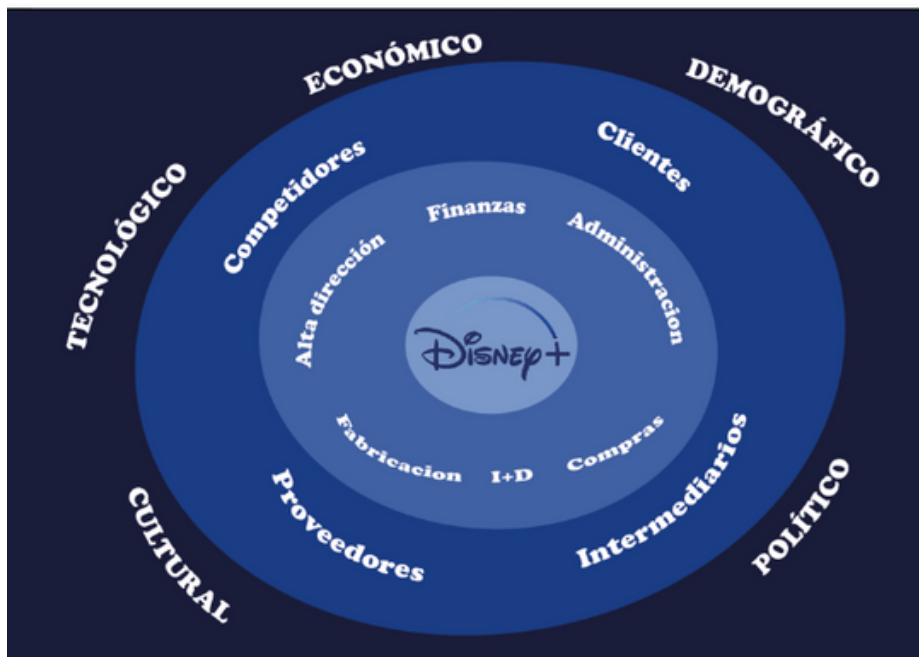 ECONÓMICO
DEMOGRÁFICO
TECNOLÓGICO
Competidores
Clientes
Finanzas
Alta dirección
Administracion
Disney+
Fabricacion
I+D
Compras
Proveedores
Intermediarios
CULTURAL
POLÍTICO